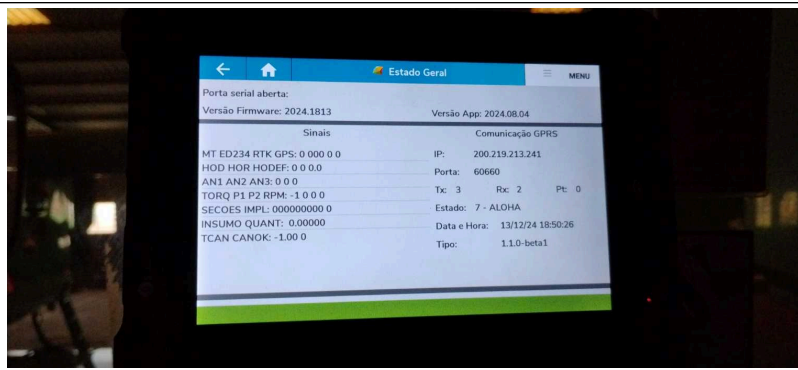 Estado Geral
MENU
Porta serial aberta:
Versão Firmware: 2024.1813
Versão App: 2024.08.04
Sinais
MT ED234 RTK GPS: 0 000 0 0
HOD HOR HODEF: 0 0 0.0
AN1 AN2 AN3: 0 0 0
TORQ P1 P2 RPM: -1 0 0 0
SECOES IMPL: 000000000 0
INSUMO QUANT: 0.00000
TCAN CANOK: -1.00 0
Comunicação GPRS
IP: 200.219.213.241
Porta: 60660
Tx: 3 Rx: 2 Pt: 0
Estado: 7 - ALOHA
Data e Hora: 13/12/24 18:50:26
Tipo: 1.1.0-beta1